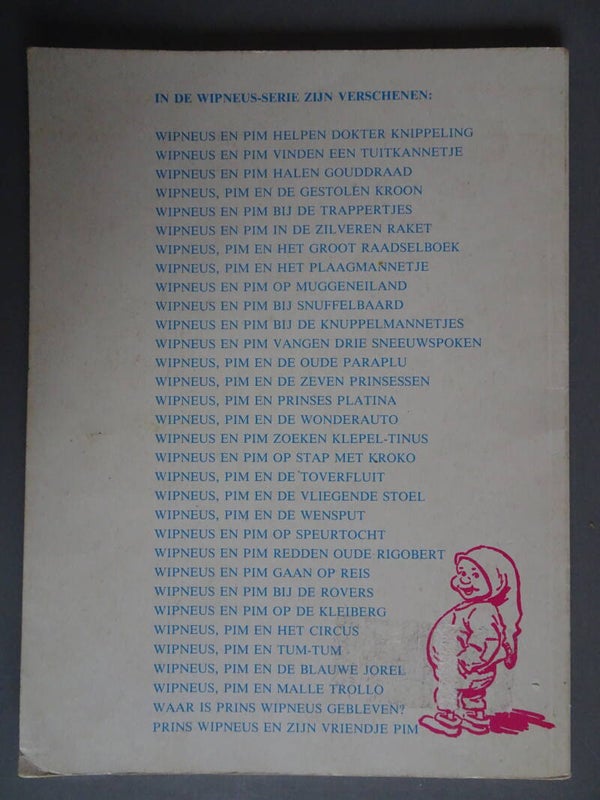 IN DE WIPNEUS-SERIE ZIJN VERSCHENEN:
WIPNEUS EN PIM HELPEN DOKTER KNIPPELING
WIPNEUS EN PIM VINDEN EEN TUITKANNETJE
WIPNEUS EN PIM HALEN GOUDDRAAD
WIPNEUS, PIM EN DE GESTOLEN KROON
WIPNEUS EN PIM BIJ DE TRAPPERTJES
WIPNEUS EN PIM IN DE ZILVEREN RAKET
WIPNEUS, PIM EN HET GROOT RAADSELBOEK
WIPNEUS, PIM EN HET PLAAGMANNETJE
WIPNEUS EN PIM OP MUGGENEILAND
WIPNEUS EN PIM BIJ SNUFFELBAARD
WIPNEUS EN PIM BIJ DE KNUPPELMANNETJES
WIPNEUS EN PIM VANGEN DRIE SNEEUWSPOKEN
WIPNEUS, PIM EN DE OUDE PARAPLU
WIPNEUS, PIM EN DE ZEVEN PRINSESSEN
WIPNEUS, PIM EN PRINSES PLATINA
WIPNEUS, PIM EN DE WONDERAUTO
WIPNEUS EN PIM ZOEKEN KLEPEL-TINUS
WIPNEUS EN PIM OP STAP MET KROKO
WIPNEUS, PIM EN DE TOVERFLUIT
WIPNEUS, PIM EN DE VLIEGENDE STOEL
WIPNEUS, PIM EN DE WENSPUT
WIPNEUS EN PIM OP SPEURTOCHT
WIPNEUS EN PIM REDDEN OUDE RIGOBERT
WIPNEUS EN PIM GAAN OP REIS
WIPNEUS EN PIM BIJ DE ROVERS
WIPNEUS EN PIM OP DE KLEIBERG
WIPNEUS, PIM EN HET CIRCUS
WIPNEUS, PIM EN TUM-TUM
WIPNEUS, PIM EN DE BLAUWE JOREL
WIPNEUS, PIM EN MALLE TROLLO
WAAR IS PRINS WIPNEUS GEBLEVEN?
PRINS WIPNEUS EN ZIJN VRIENDJE PIM